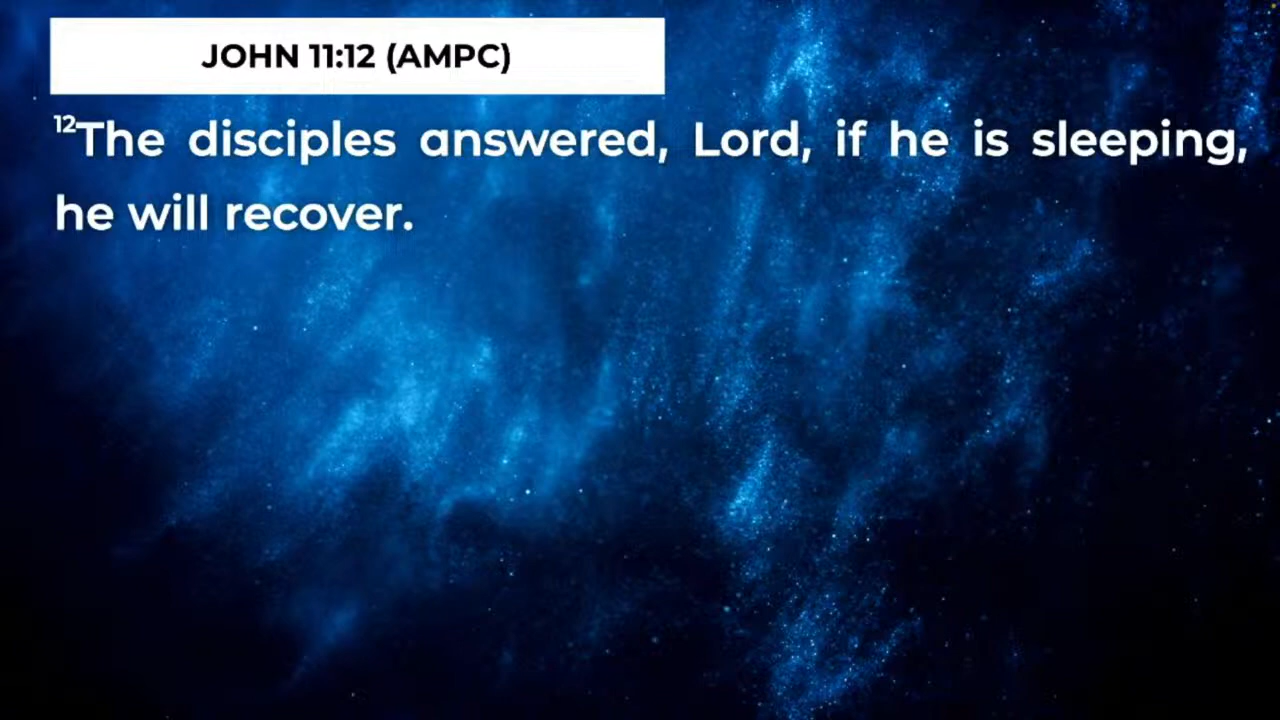 JOHN 11:12 (AMPC)
12The disciples answered, Lord, if he is sleeping,
he will recover.